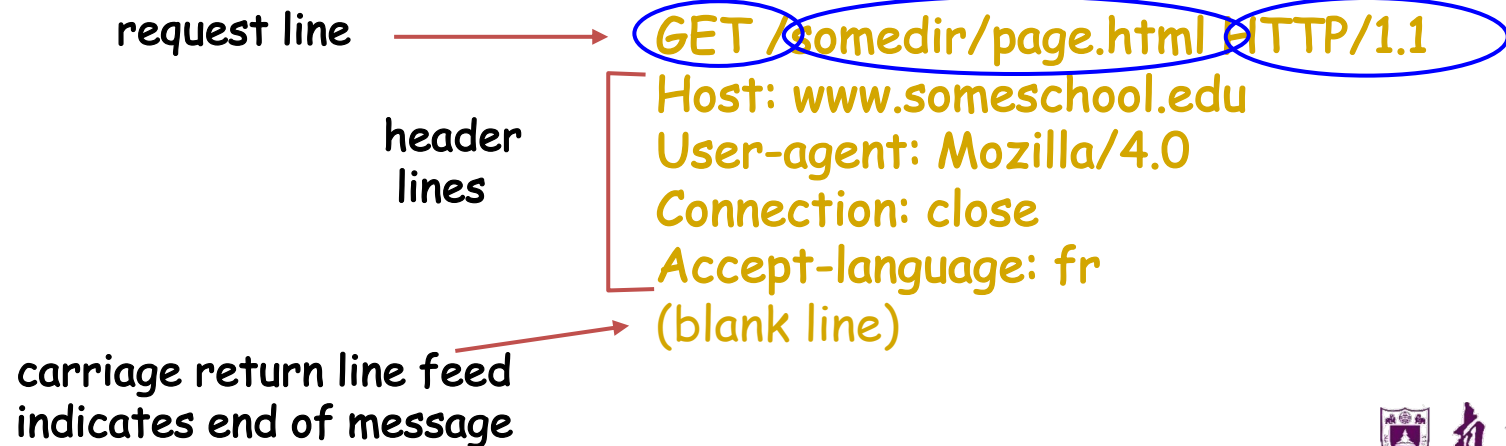 request line
GET /somedir/page.html HTTP/1.1
header
lines
Host: www.someschool.edu
User-agent: Mozilla/4.0
Connection: close
Accept-language: fr
(blank line)
carriage return line feed
indicates end of message
南